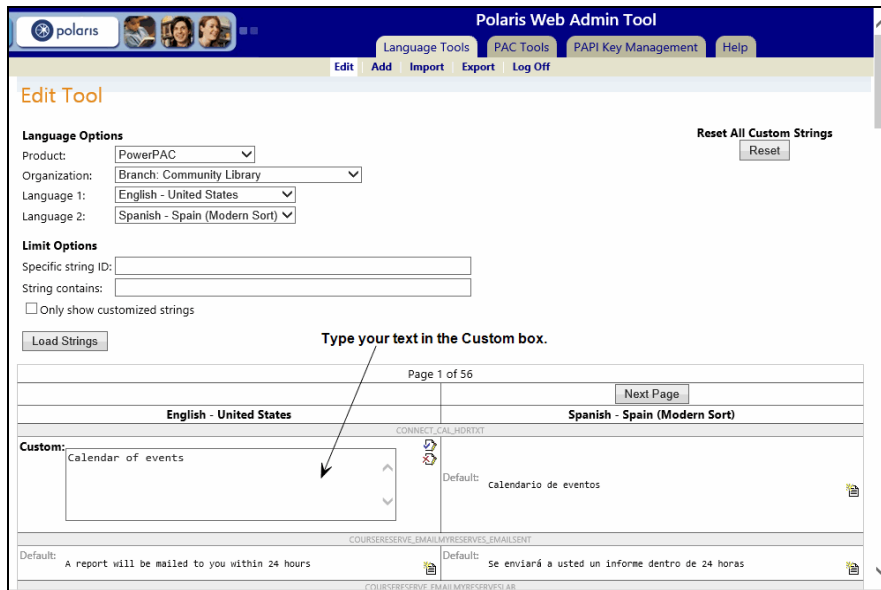 polaris
Polaris Web Admin Tool
Language Tools PAC Tools PAPI Key Management Help
Edit Add Import Export Log Off
Edit Tool
Language Options
Reset All Custom Strings
Product: PowerPAC
Reset
Organization: Branch: Community Library
Language 1: English - United States
Language 2: Spanish - Spain (Modern Sort)
Limit Options
Specific string ID:
String contains:
Only show customized strings
Load Strings
Type your text in the Custom box.
Page 1 of 56
Next Page
English - United States Spanish - Spain (Modern Sort)
CONNECT_CAL_HDRTXT
Custom: Calendar of events
Default: Calendario de eventos
COURSERESERVE_EMAILMYRESERVES_EMAILSENT
Default: A report will be mailed to you within 24 hours
Default: Se enviará a usted un informe dentro de 24 horas
COURSERESERVE_EMAILMYRESERVESLAB